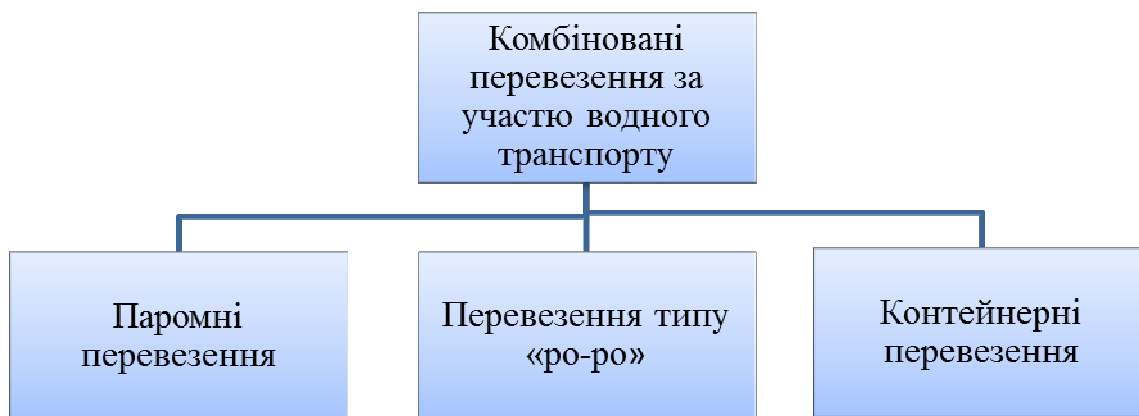 Комбіновані
перевезення за
участю водного
транспорту
Паромні
перевезення
Перевезення типу
«ро-ро»
Контейнерні
перевезення